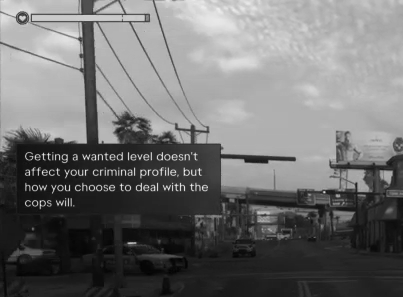 Getting a wanted level doesn't
affect your criminal profile, but
how you choose to deal with the
cops will.